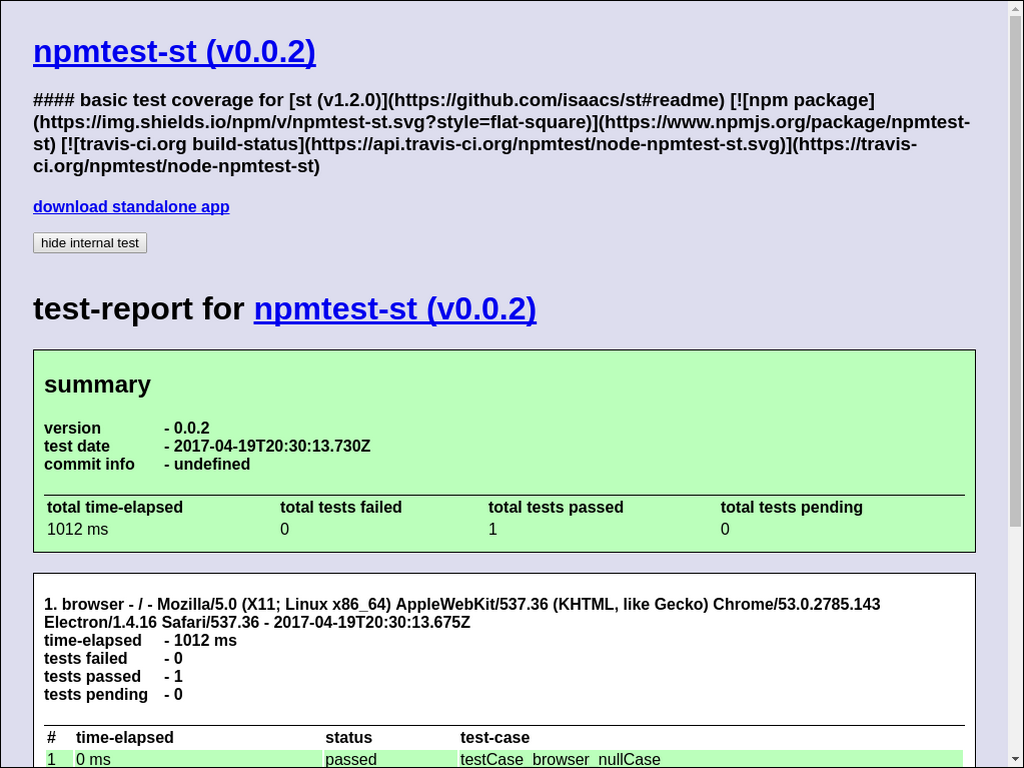 npmtest-st (v0.0.2)
#### basic test coverage for [st (v1.2.0)](https://github.com/isaacs/st#readme) [![npm package]
(https://img.shields.io/npm/v/npmtest-st.svg?style=flat-square)](https://www.npmjs.org/package/npmtest-
st) [![travis-ci.org build-status](https://api.travis-ci.org/npmtest/node-npmtest-st.svg)](https://travis-
ci.org/npmtest/node-npmtest-st)
download standalone app
hide internal test
test-report for npmtest-st (v0.0.2)
summary
version - 0.0.2
test date - 2017-04-19T20:30:13.730Z
commit info - undefined
total time-elapsed total tests failed total tests passed total tests pending
1012 ms 0 1 0
1. browser - / - Mozilla/5.0 (X11; Linux x86_64) AppleWebKit/537.36 (KHTML, like Gecko) Chrome/53.0.2785.143
Electron/1.4.16 Safari/537.36 - 2017-04-19T20:30:13.675Z
time-elapsed - 1012 ms
tests failed - 0
tests passed - 1
tests pending - 0
# time-elapsed status test-case
1 0 ms passed testCase_browser_nullCase